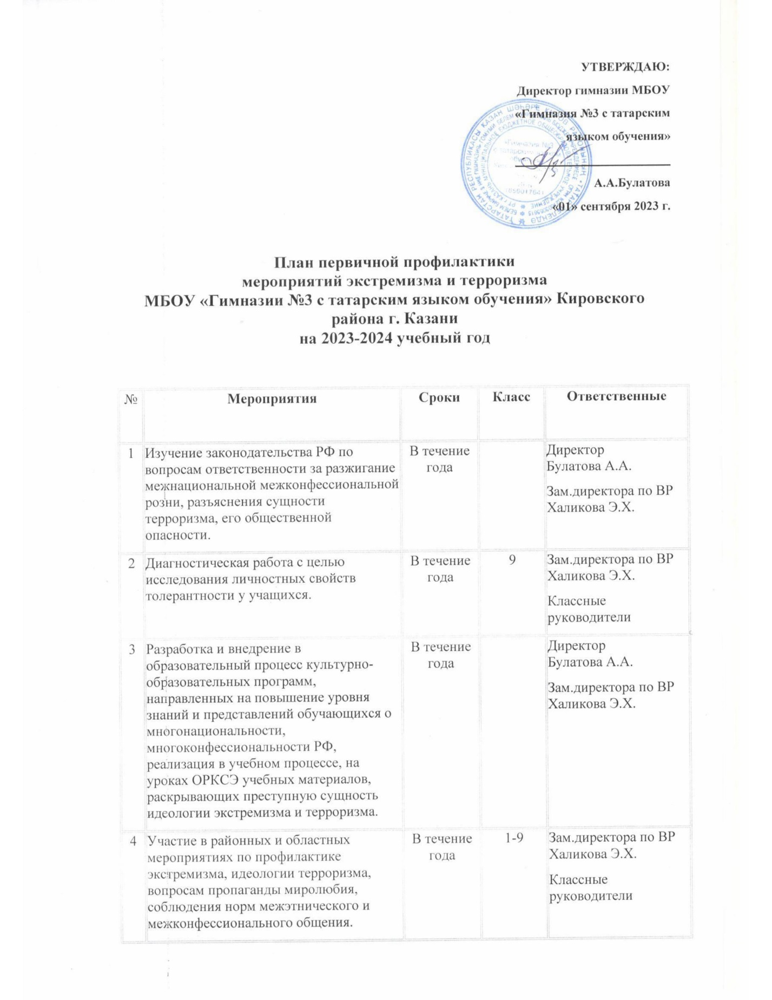 УТВЕРЖДАЮ:
Директор гимназии МБОУ
«Гимназия №3 с татарским
языком обучения»
А.А.Булатова
«01» сентября 2023 г.
План первичной профилактики
мероприятий экстремизма и терроризма
МБОУ «Гимназии №3 с татарским языком обучения» Кировского
района г. Казани
на 2023-2024 учебный год
№ Мероприятия Сроки Класс Ответственные
1 Изучение законодательства РФ по
вопросам ответственности за разжигание
межнациональной межконфессиональной
розни, разъяснения сущности
терроризма, его общественной
опасности.
В течение
года
Директор
Булатова А.А.
Зам.директора по ВР
Халикова Э.Х.
2 Диагностическая работа с целью
исследования личностных свойств
толерантности у учащихся.
В течение
года
9
Зам.директора по ВР
Халикова Э.Х.
Классные
руководители
3 Разработка и внедрение в
образовательный процесс культурно-
образовательных программ,
направленных на повышение уровня
знаний и представлений обучающихся о
многонациональности,
многоконфессиональности РФ,
реализация в учебном процессе, на
уроках ОРКСЭ учебных материалов,
раскрывающих преступную сущность
идеологии экстремизма и терроризма.
В течение
года
Директор
Булатова А.А.
Зам.директора по ВР
Халикова Э.Х.
4 Участие в районных и областных
мероприятиях по профилактике
экстремизма, идеологии терроризма,
вопросам пропаганды миролюбия,
соблюдения норм межэтнического и
межконфессионального общения.
В течение
года
1-9
Зам.директора по ВР
Халикова Э.Х.
Классные
руководители